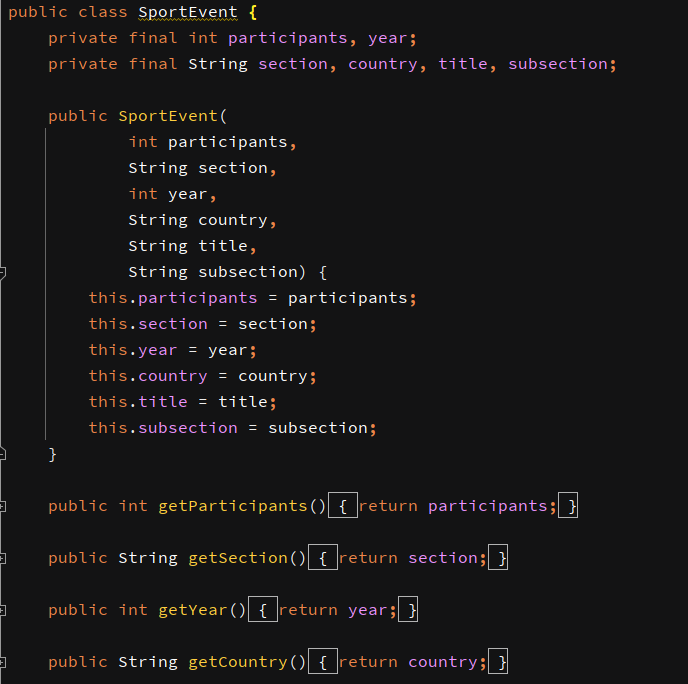 public class SportEvent {
    private final int participants, year;
    private final String section, country, title, subsection;

    public SportEvent(
            int participants,
            String section,
            int year,
            String country,
            String title,
            String subsection) {
        this.participants = participants;
        this.section = section;
        this.year = year;
        this.country = country;
        this.title = title;
        this.subsection = subsection;
    }

    public int getParticipants() { return participants; }

    public String getSection() { return section; }

    public int getYear() { return year; }

    public String getCountry() { return country; }